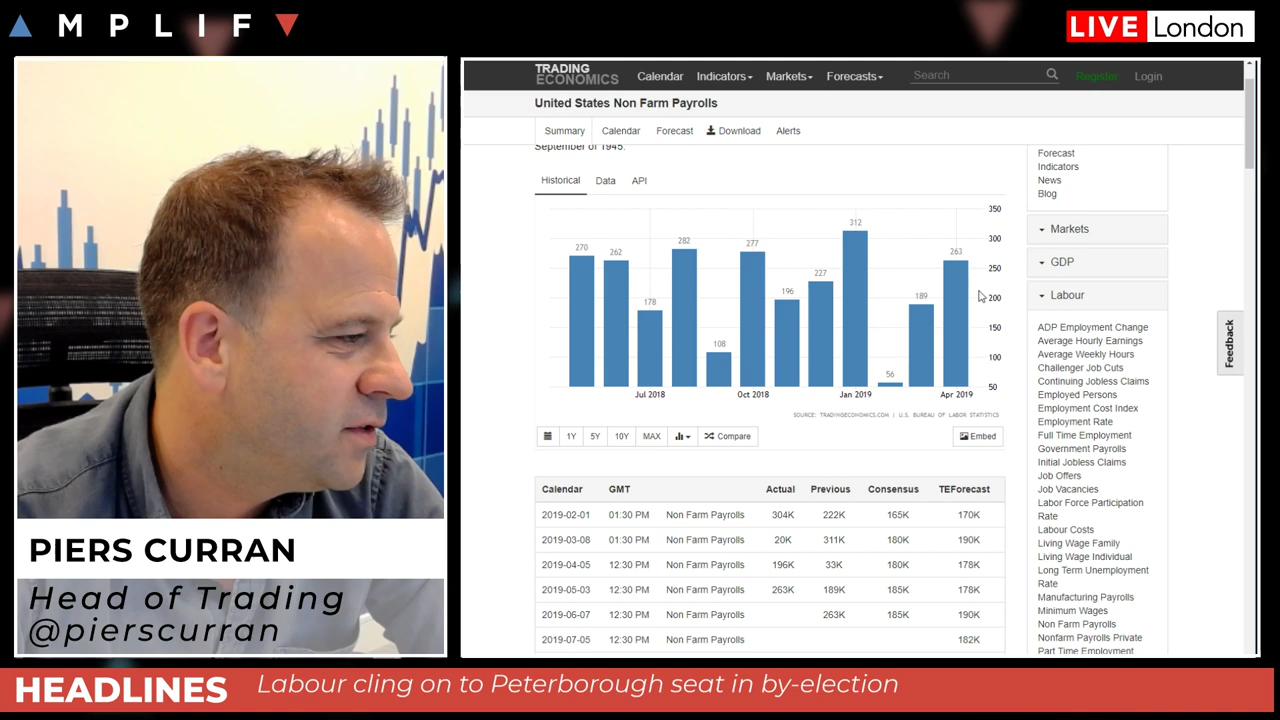 AMPLIFY
LIVE London
TRADING ECONOMICS
Calendar Indicators Markets Forecasts Search Register Login
United States Non Farm Payrolls
Summary Calendar Forecast Download Alerts
September of 1945.
Historical Data API
350
300
250
200
150
100
50
270 262 178 282 108 277 196 227 312 56 189 263
Jul 2018 Oct 2018 Jan 2019 Apr 2019
SOURCE: TRADINGECONOMICS.COM | U.S. BUREAU OF LABOR STATISTICS
1Y 5Y 10Y MAX Compare Embed
Calendar GMT Actual Previous Consensus TEForecast
2019-02-01 01:30 PM Non Farm Payrolls 304K 222K 165K 170K
2019-03-08 01:30 PM Non Farm Payrolls 20K 311K 180K 190K
2019-04-05 12:30 PM Non Farm Payrolls 196K 33K 180K 178K
2019-05-03 12:30 PM Non Farm Payrolls 263K 189K 185K 178K
2019-06-07 12:30 PM Non Farm Payrolls 263K 185K 190K
2019-07-05 12:30 PM Non Farm Payrolls 182K
Forecast
Indicators
News
Blog
Markets
GDP
Labour
ADP Employment Change
Average Hourly Earnings
Average Weekly Hours
Challenger Job Cuts
Continuing Jobless Claims
Employed Persons
Employment Cost Index
Employment Rate
Full Time Employment
Government Payrolls
Initial Jobless Claims
Job Offers
Job Vacancies
Labor Force Participation
Rate
Labour Costs
Living Wage Family
Living Wage Individual
Long Term Unemployment
Rate
Manufacturing Payrolls
Minimum Wages
Non Farm Payrolls
Nonfarm Payrolls Private
Part Time Employment
Feedback
PIERS CURRAN
Head of Trading
@pierscurran
HEADLINES Labour cling on to Peterborough seat in by-election